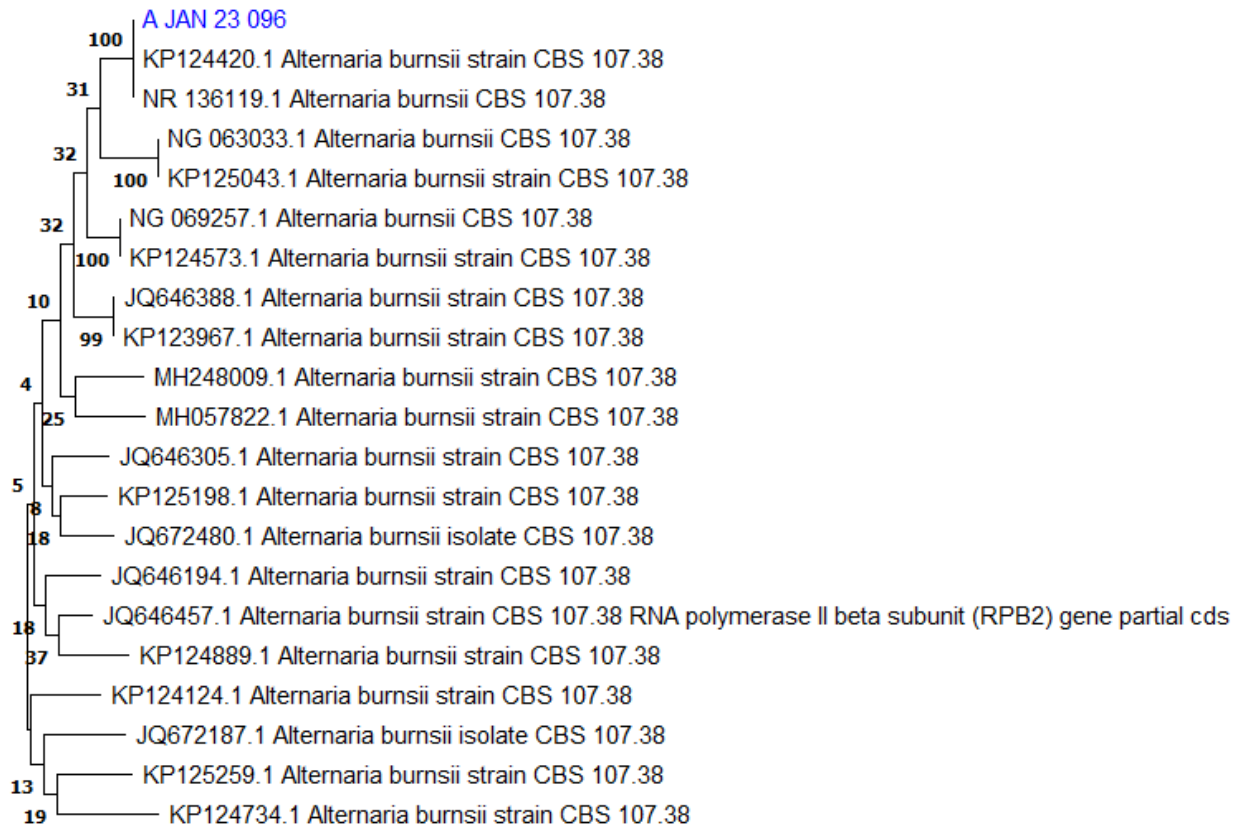 A JAN 23 096
100
KP124420.1 Alternaria burnsii strain CBS 107.38
31
NR 136119.1 Alternaria burnsii CBS 107.38
NG 063033.1 Alternaria burnsii CBS 107.38
32
100
KP125043.1 Alternaria burnsii strain CBS 107.38
NG 069257.1 Alternaria burnsii CBS 107.38
32
100
KP124573.1 Alternaria burnsii strain CBS 107.38
JQ646388.1 Alternaria burnsii strain CBS 107.38
10
99
KP123967.1 Alternaria burnsii strain CBS 107.38
MH248009.1 Alternaria burnsii strain CBS 107.38
4
25
MH057822.1 Alternaria burnsii strain CBS 107.38
JQ646305.1 Alternaria burnsii strain CBS 107.38
5
KP125198.1 Alternaria burnsii strain CBS 107.38
8
18
JQ672480.1 Alternaria burnsii isolate CBS 107.38
JQ646194.1 Alternaria burnsii strain CBS 107.38
JQ646457.1 Alternaria burnsii strain CBS 107.38 RNA polymerase II beta subunit (RPB2) gene partial cds
18
37
KP124889.1 Alternaria burnsii strain CBS 107.38
KP124124.1 Alternaria burnsii strain CBS 107.38
JQ672187.1 Alternaria burnsii isolate CBS 107.38
KP125259.1 Alternaria burnsii strain CBS 107.38
13
19
KP124734.1 Alternaria burnsii strain CBS 107.38